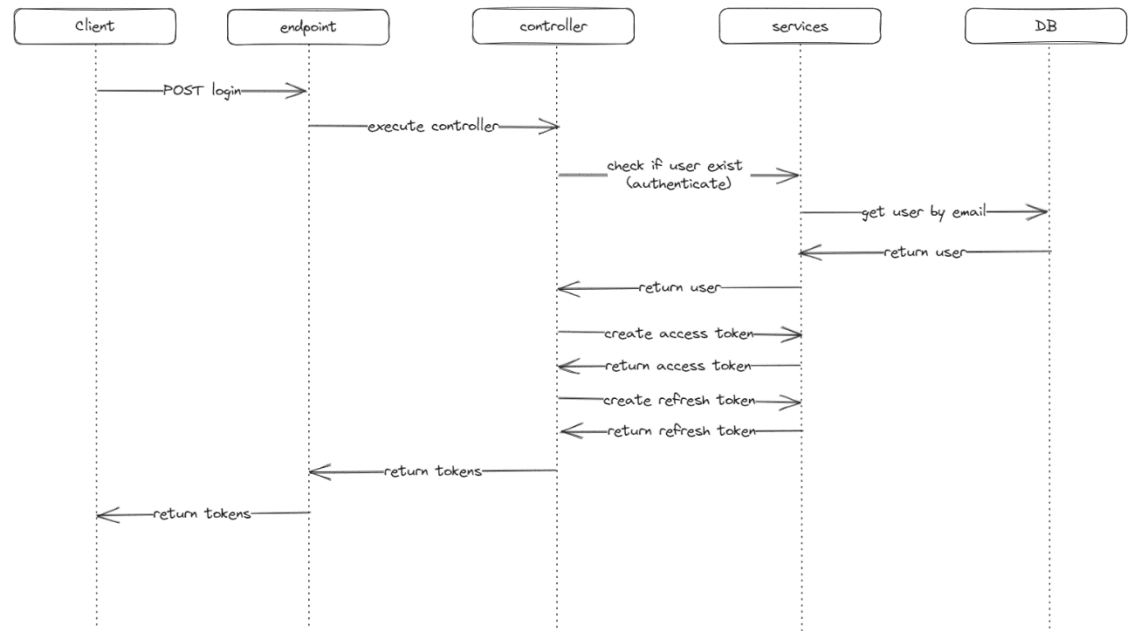 Client
endpoint
controller
services
DB
POST login
execute controller
check if user exist
(authenticate)
get user by email
return user
return user
create access token
return access token
create refresh token
return refresh token
return tokens
return tokens